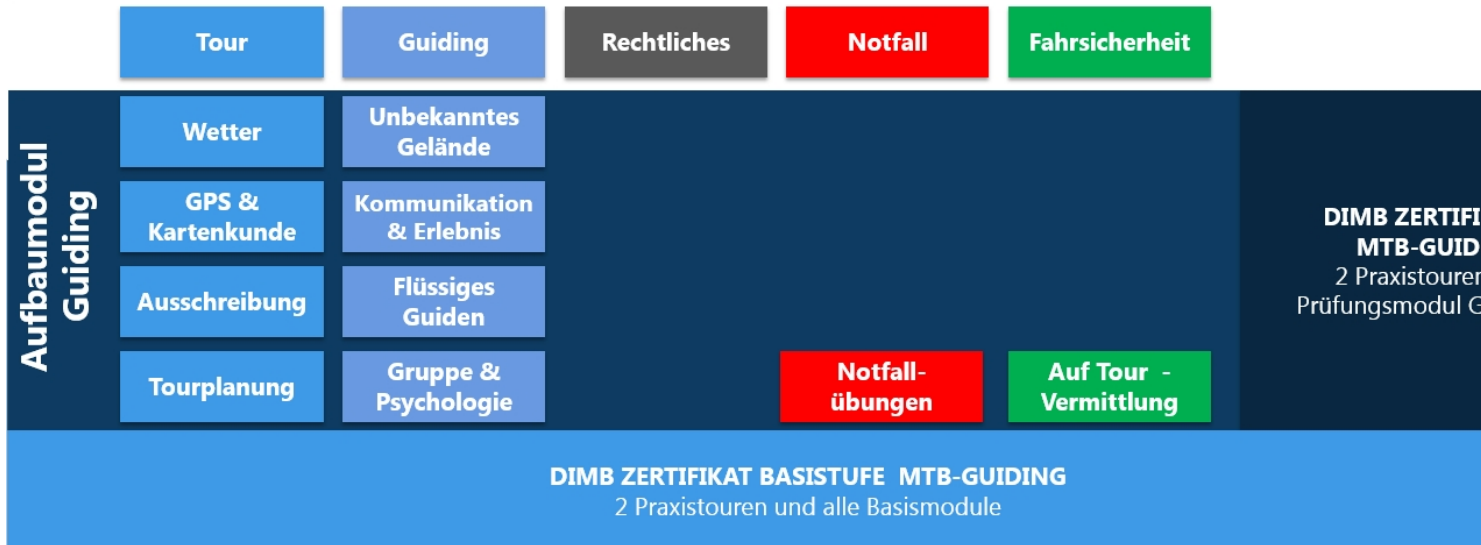 Tour
Guiding
Rechtliches
Notfall
Fahrsicherheit
Aufbaumodul
Guiding
Wetter
Unbekanntes
Gelände
GPS &
Kartenkunde
Kommunikation
& Erlebnis
Ausschreibung
Flüssiges
Guiden
Tourplanung
Gruppe &
Psychologie
Notfall-
übungen
Auf Tour -
Vermittlung
DIMB
MTB-
2 Praxistouren
Prüfungsmodul
DIMB ZERTIFIKAT BASISTUFE MTB-GUIDING
2 Praxistouren und alle Basismodule